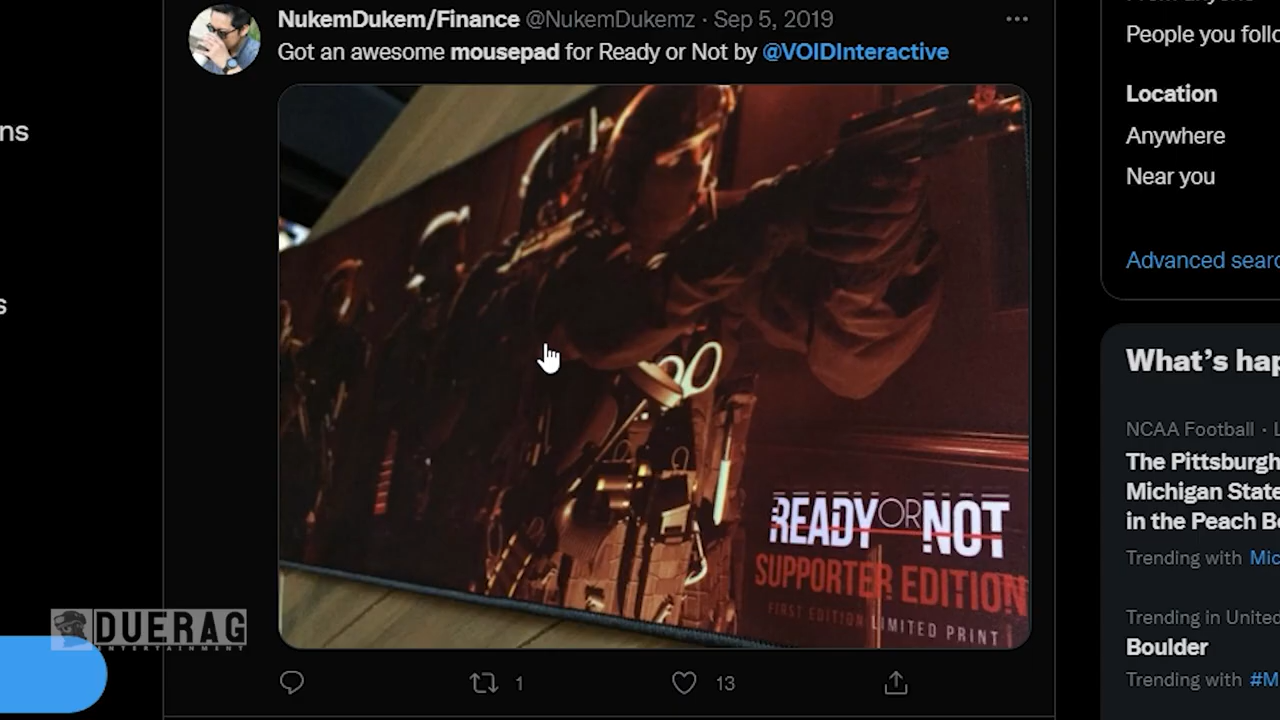 NukemDukem/Finance @NukemDukemz · Sep 5, 2019
Got an awesome mousepad for Ready or Not by @VOIDInteractive
READY OR NOT
SUPPORTER EDITION
FIRST EDITION LIMITED PRINT
1
13
ns
s
DUERAG
ENTERTAINMENT
People you follo
Location
Anywhere
Near you
Advanced searc
What's hap
NCAA Football · L
The Pittsburgh
Michigan State
in the Peach Bo
Trending with Mic
Trending in United
Boulder
Trending with #M